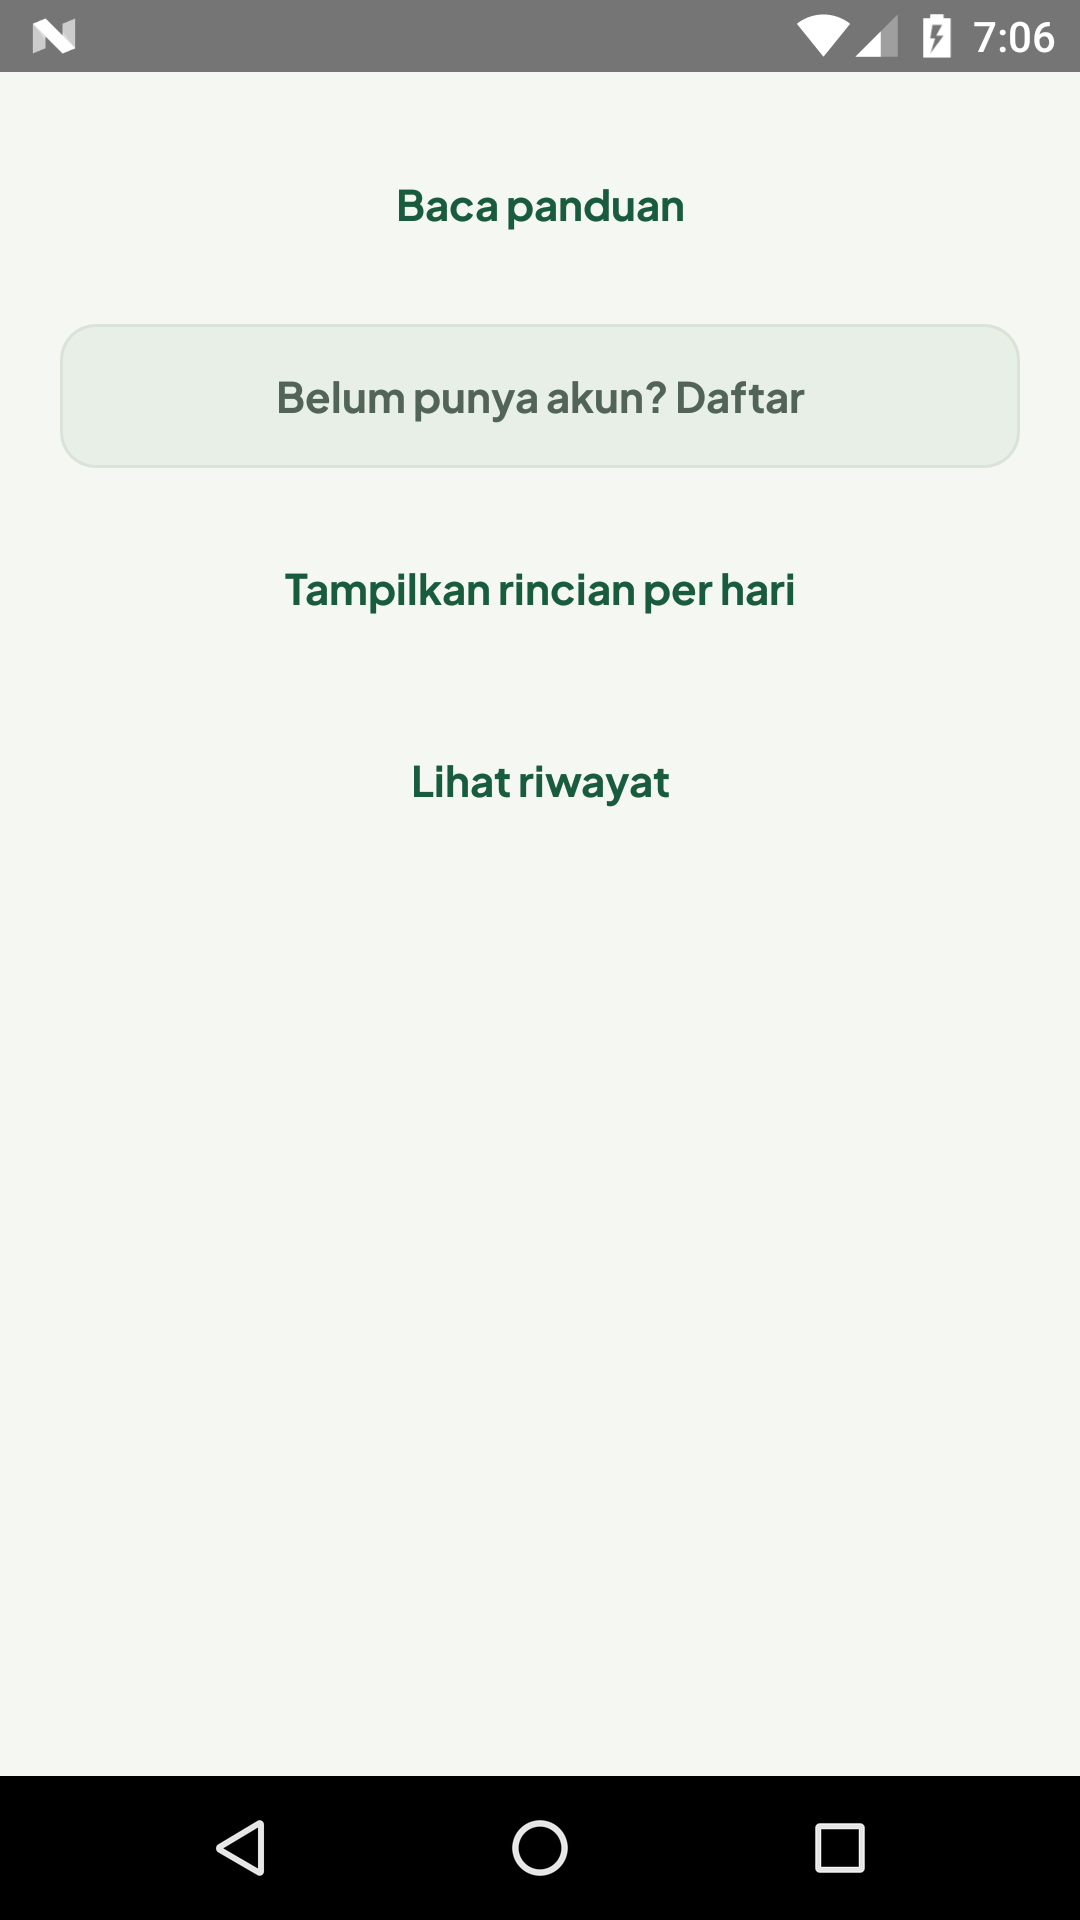 7:06
Baca panduan
Belum punya akun? Daftar
Tampilkan rincian per hari
Lihat riwayat